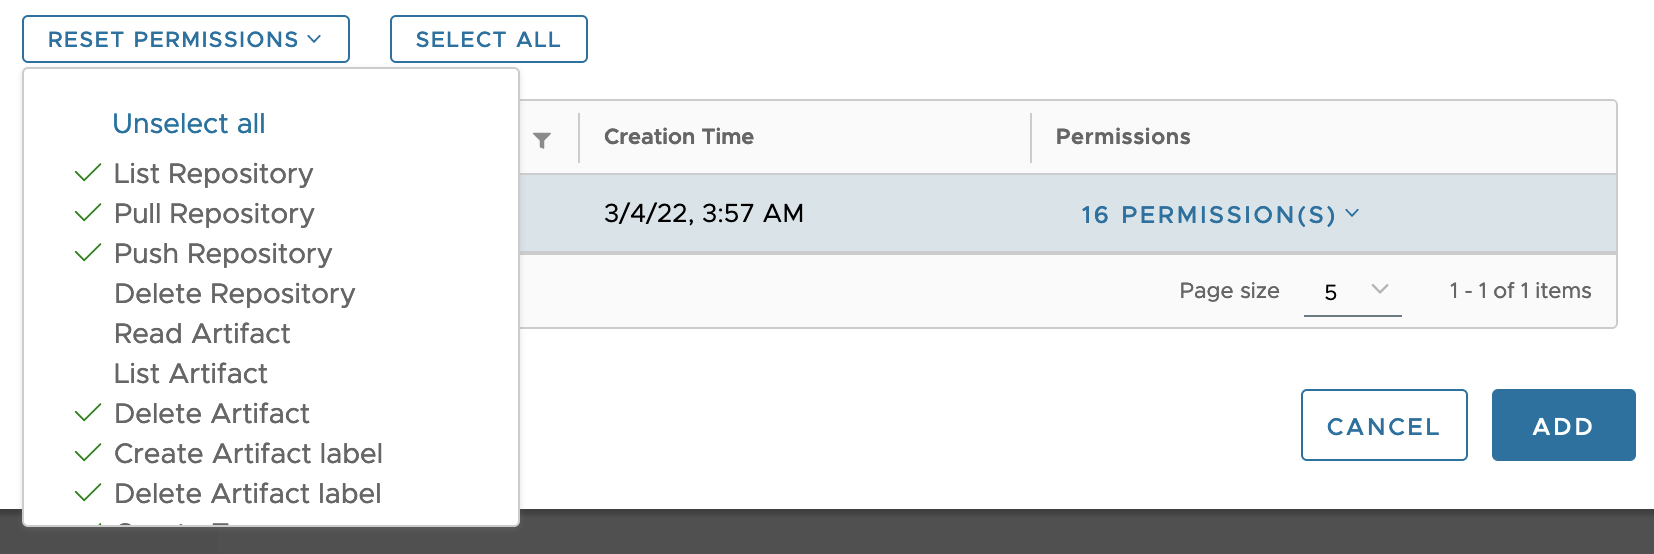 RESET PERMISSIONS SELECT ALL
Unselect all
List Repository
Pull Repository
Push Repository
Delete Repository
Read Artifact
List Artifact
Delete Artifact
Create Artifact label
Delete Artifact label
Creation Time Permissions
3/4/22, 3:57 AM 16 PERMISSION(S)
Page size 5 1 - 1 of 1 items
CANCEL ADD